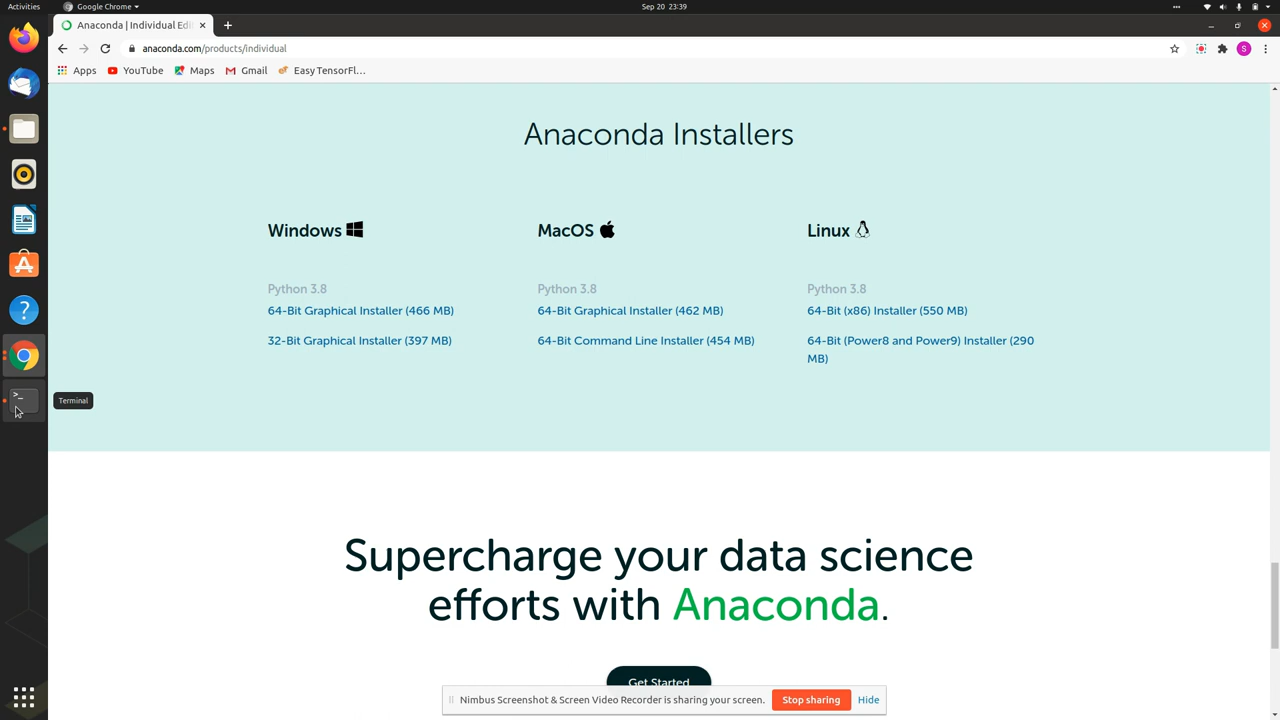 Activities
Google Chrome
Sep 20 23:39
Anaconda | Individual Edi
anaconda.com/products/individual
S
Apps
YouTube
Maps
Gmail
EasyTensorFl...
Anaconda Installers
Windows
MacOS
Linux
Python 3.8
Python 3.8
Python 3.8
64-Bit Graphical Installer (466 MB)
64-Bit Graphical Installer (462 MB)
64-Bit (x86) Installer (550 MB)
32-Bit Graphical Installer (397 MB)
64-Bit Command Line Installer (454 MB)
64-Bit (Power8 and Power9) Installer (290
MB)
Terminal
Supercharge your data science
efforts with Anaconda.
Get Started
Nimbus Screenshot & Screen Video Recorder is sharing your screen.
Stop sharing
Hide